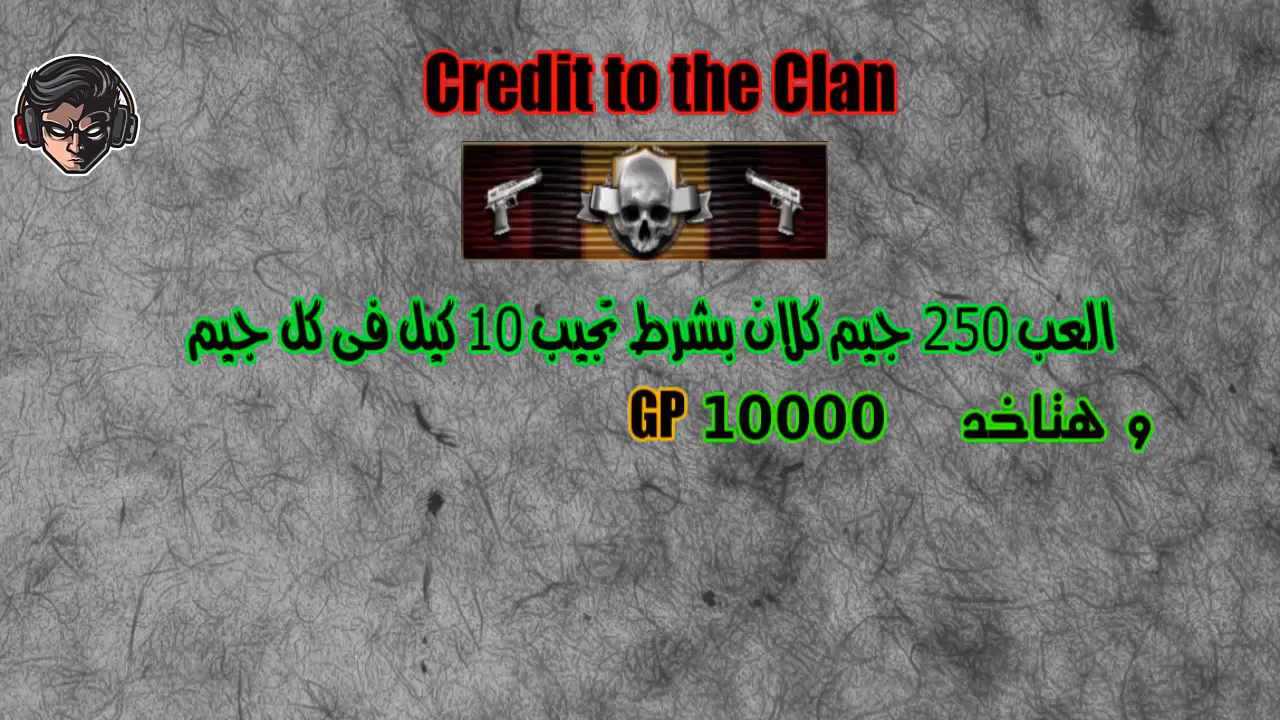 Credit to the Clan
العب 250 جيم كلان بشرط تجيب 10 كيل فى كل جيم
و هتاخد 10000 GP